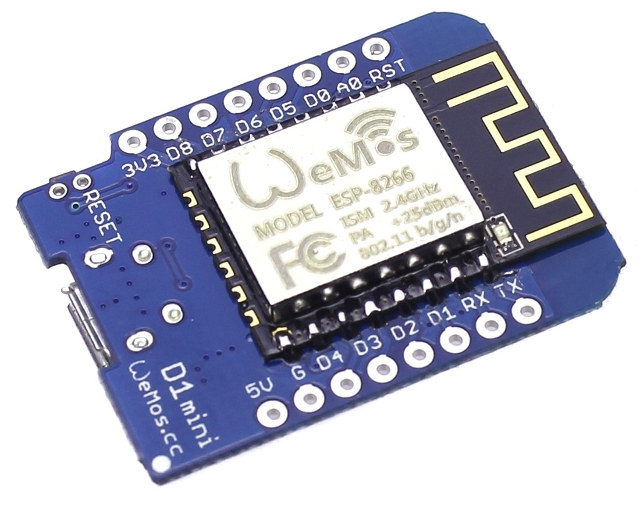 3V3 D8 D7 D6 D5 D0 A0 RST
RESET
WeMos
MODEL ESP-8266
ISM 2.4GHz
PA +25dBm
802.11 b/g/n
FC
5V G D4 D3 D2 D1 RX TX
D1 mini
WeMos.cc